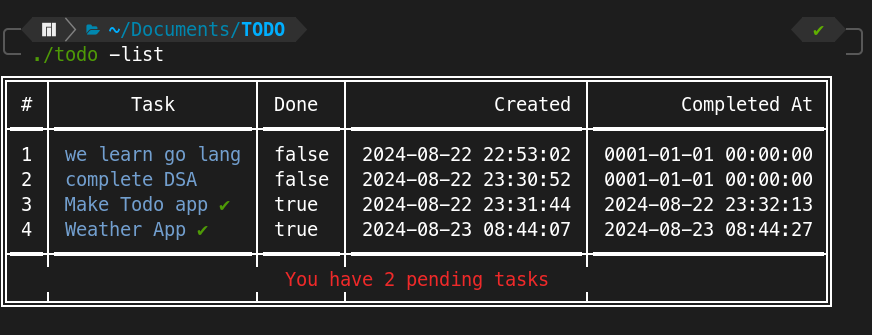 ~/Documents/TODO ✔
./todo -list
# Task Done Created Completed At
1 we learn go lang false 2024-08-22 22:53:02 0001-01-01 00:00:00
2 complete DSA false 2024-08-22 23:30:52 0001-01-01 00:00:00
3 Make Todo app ✔ true 2024-08-22 23:31:44 2024-08-22 23:32:13
4 Weather App ✔ true 2024-08-23 08:44:07 2024-08-23 08:44:27
You have 2 pending tasks